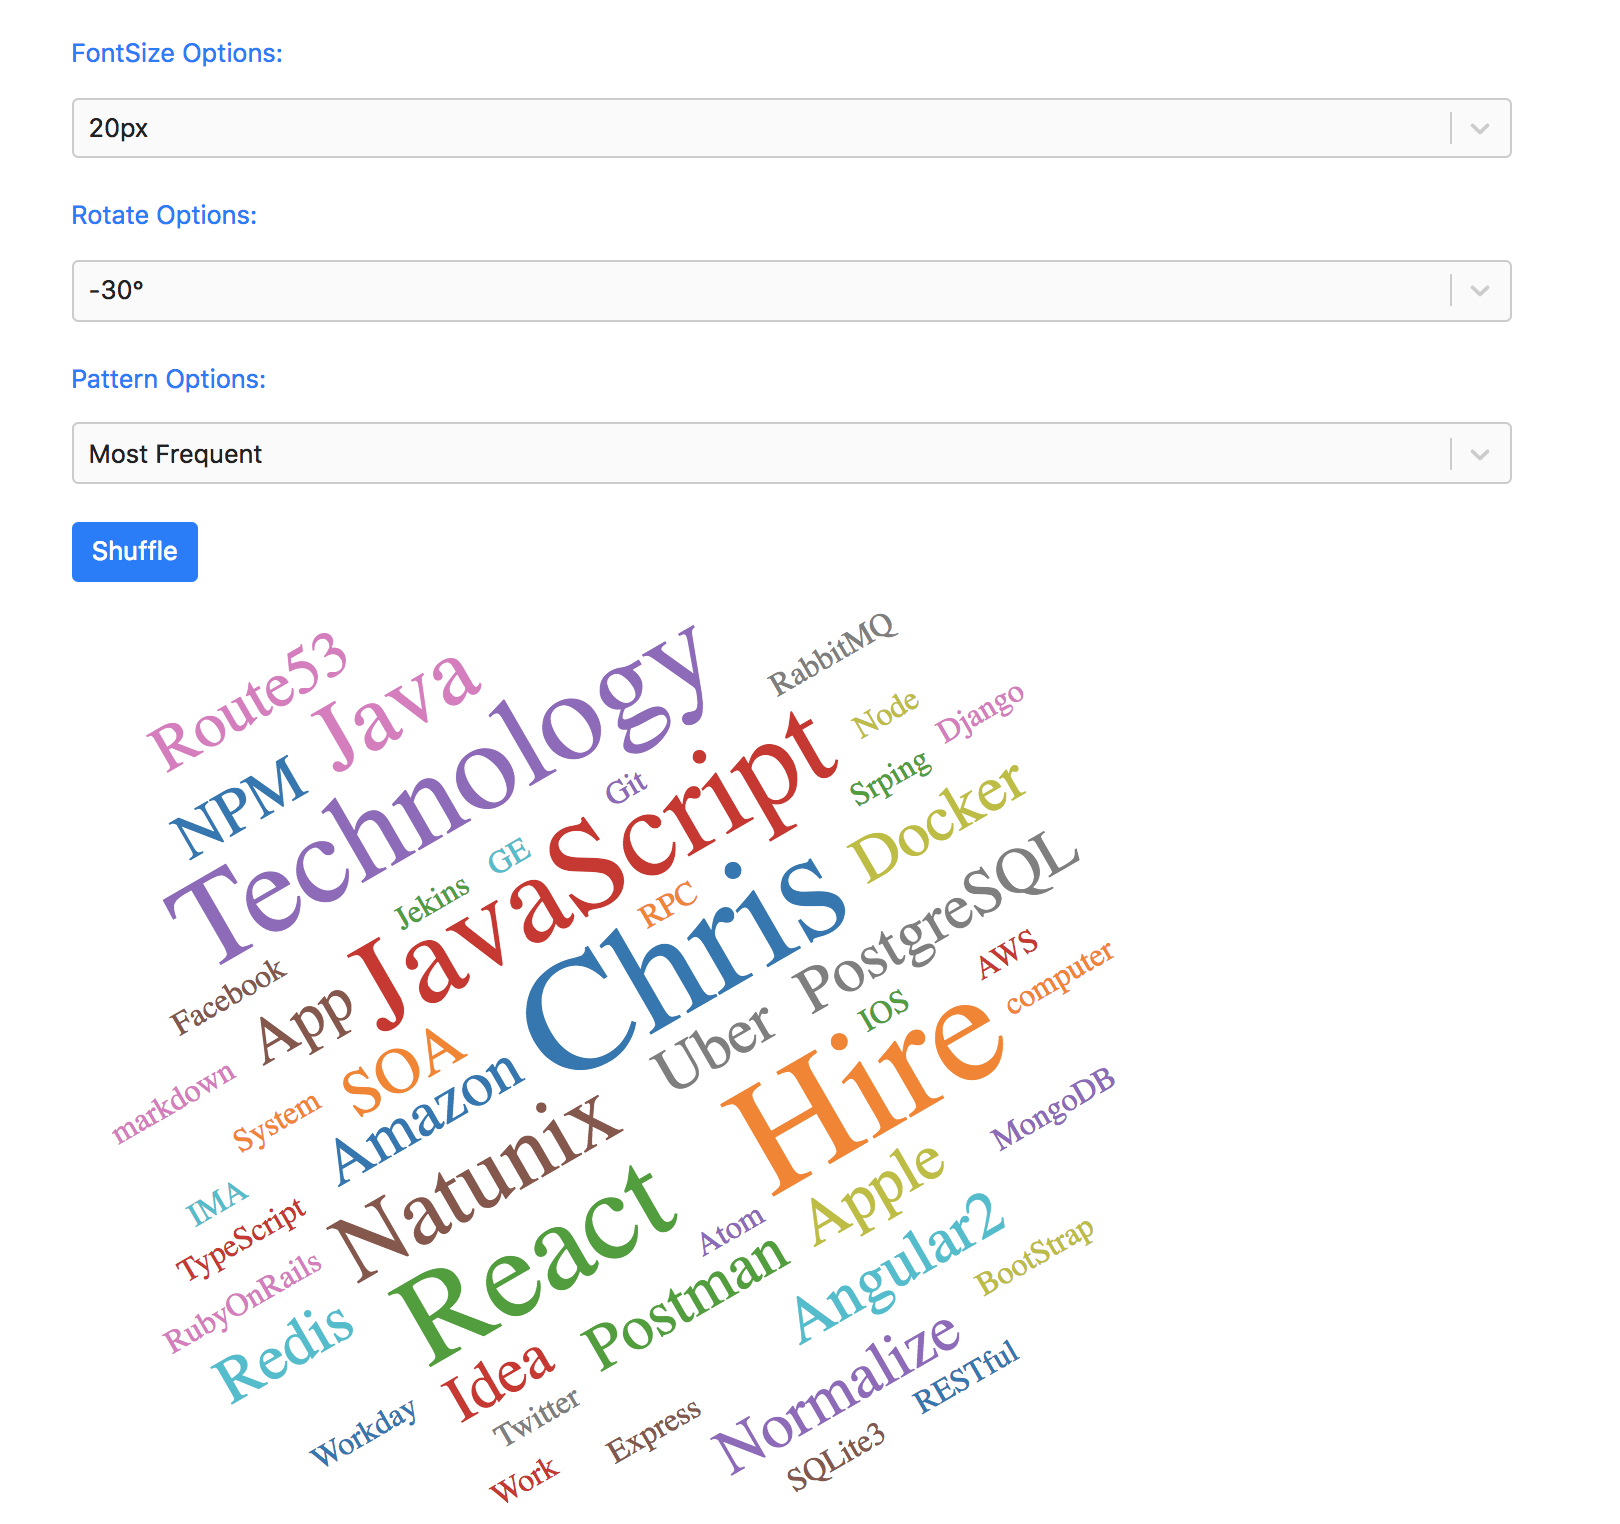 FontSize Options:
20px
Rotate Options:
-30°
Pattern Options:
Most Frequent
Shuffle
Route53
Java
Technology
RabbitMQ
NPM
Git
JavaScript
Node
Django
Srping
Docker
GE
Jekins
RPC
Chris
PostgreSQL
Facebook
App
AWS
computer
IOS
Uber
SOA
Amazon
Hire
markdown
System
MongoDB
Natunix
IMA
TypeScript
React
Apple
Atom
RubyOnRails
Redis
Postman
Angular2
BootStrap
Idea
Normalize
RESTful
Workday
Twitter
Express
SQLite3
Work